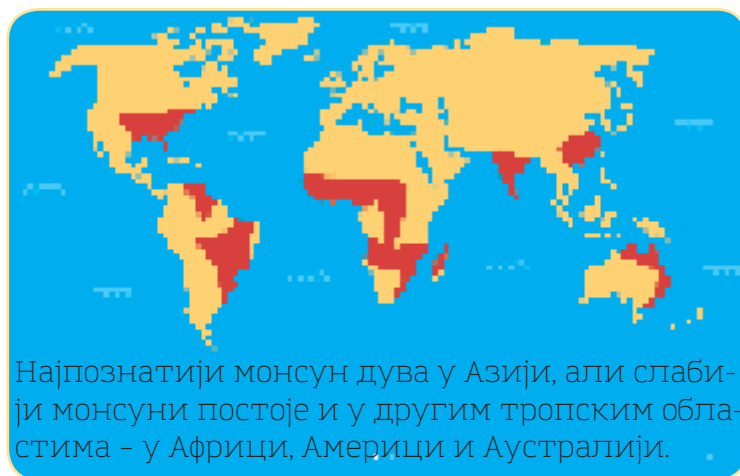 Најпознатији монсун дува у Азији, али слаби-
ји монсуни постоје и у другим тропским обла-
стима – у Африци, Америци и Аустралији.